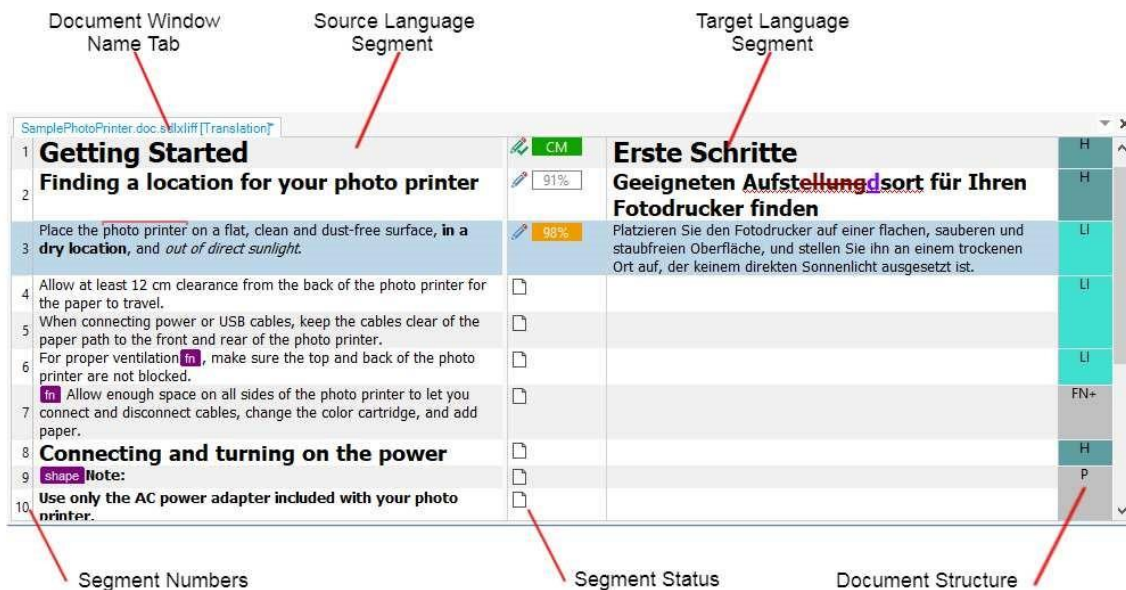 Document Window
Name Tab
Source Language
Segment
Target Language
Segment
SamplePhotoPrinter.doc.sdlxliff [Translation]*
1 Getting Started CM Erste Schritte H
2 Finding a location for your photo printer 91% Geeigneten Aufstellungdsort für Ihren H
Fotodrucker finden
Place the photo printer on a flat, clean and dust-free surface, in a 98% Platzieren Sie den Fotodrucker auf einer flachen, sauberen und LI
3 dry location, and out of direct sunlight. staubfreien Oberfläche, und stellen Sie ihn an einem trockenen
Ort auf, der keinem direkten Sonnenlicht ausgesetzt ist.
4 Allow at least 12 cm clearance from the back of the photo printer for LI
the paper to travel.
5 When connecting power or USB cables, keep the cables clear of the
paper path to the front and rear of the photo printer.
6 For proper ventilation fn , make sure the top and back of the photo LI
printer are not blocked.
fn Allow enough space on all sides of the photo printer to let you FN+
7 connect and disconnect cables, change the color cartridge, and add
paper.
8 Connecting and turning on the power H
9 shape Note: P
10 Use only the AC power adapter included with your photo
printer.
Segment Numbers
Segment Status
Document Structure